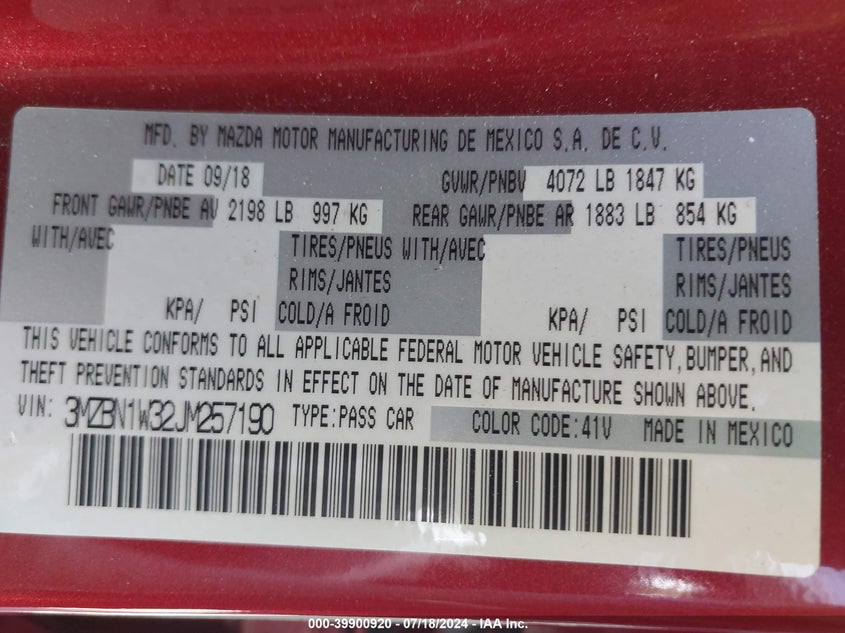 MFD. BY MAZDA MOTOR MANUFACTURING DE MEXICO S.A. DE C.V.
DATE 09/18 GVWR/PNBV 4072 LB 1847 KG
FRONT GAWR/PNBE AV 2198 LB 997 KG REAR GAWR/PNBE AR 1883 LB 854 KG
WITH/AVEC TIRES/PNEUS WITH/AVEC TIRES/PNEUS
RIMS/JANTES RIMS/JANTES
KPA/ PSI COLD/A FROID KPA/ PSI COLD/A FROID
THIS VEHICLE CONFORMS TO ALL APPLICABLE FEDERAL MOTOR VEHICLE SAFETY, BUMPER, AND
THEFT PREVENTION STANDARDS IN EFFECT ON THE DATE OF MANUFACTURE SHOWN ABOVE.
VIN: 3MZBN1W32JM257190 TYPE:PASS CAR COLOR CODE:41V MADE IN MEXICO
000-39900920 - 07/18/2024 - IAA Inc.